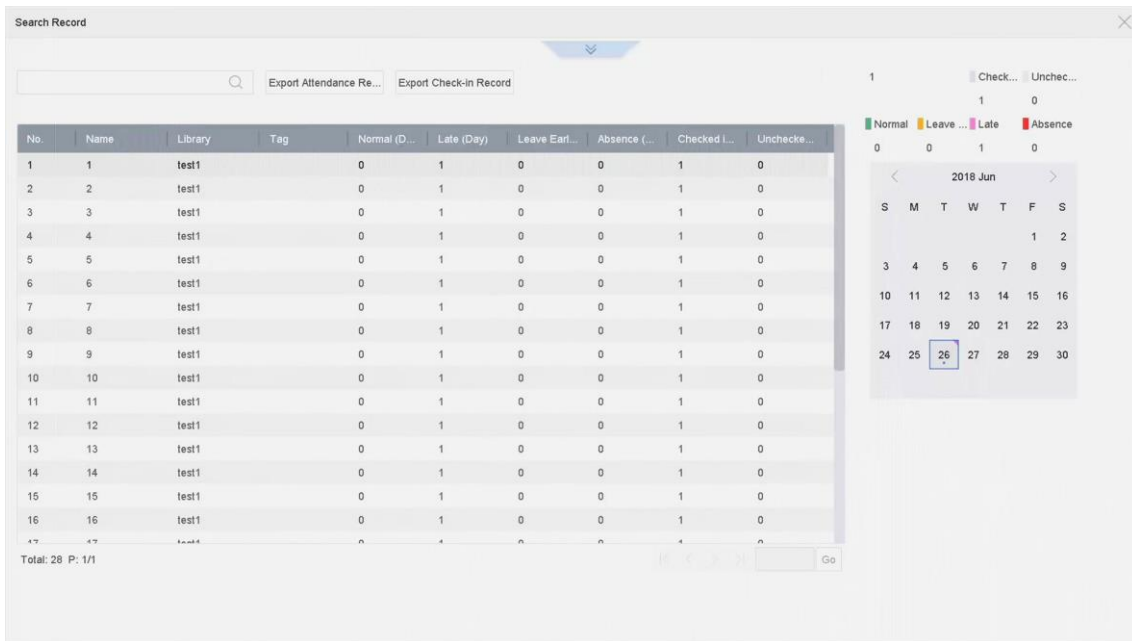 Search Record
Export Attendance Re... Export Check-in Record
1 Check... Unchec...
1 0
Normal Leave ... Late Absence
0 0 1 0
No. Name Library Tag Normal (D... Late (Day) Leave Earl... Absence (... Checked i... Unchecke...
1 1 test1 0 1 0 0 1 0
2 2 test1 0 1 0 0 1 0
3 3 test1 0 1 0 0 1 0
4 4 test1 0 1 0 0 1 0
5 5 test1 0 1 0 0 1 0
6 6 test1 0 1 0 0 1 0
7 7 test1 0 1 0 0 1 0
8 8 test1 0 1 0 0 1 0
9 9 test1 0 1 0 0 1 0
10 10 test1 0 1 0 0 1 0
11 11 test1 0 1 0 0 1 0
12 12 test1 0 1 0 0 1 0
13 13 test1 0 1 0 0 1 0
14 14 test1 0 1 0 0 1 0
15 15 test1 0 1 0 0 1 0
16 16 test1 0 1 0 0 1 0
17 17 test1 0 1 0 0 1 0
Total: 28 P: 1/1 Go
2018 Jun
S M T W T F S
1 2
3 4 5 6 7 8 9
10 11 12 13 14 15 16
17 18 19 20 21 22 23
24 25 26 27 28 29 30